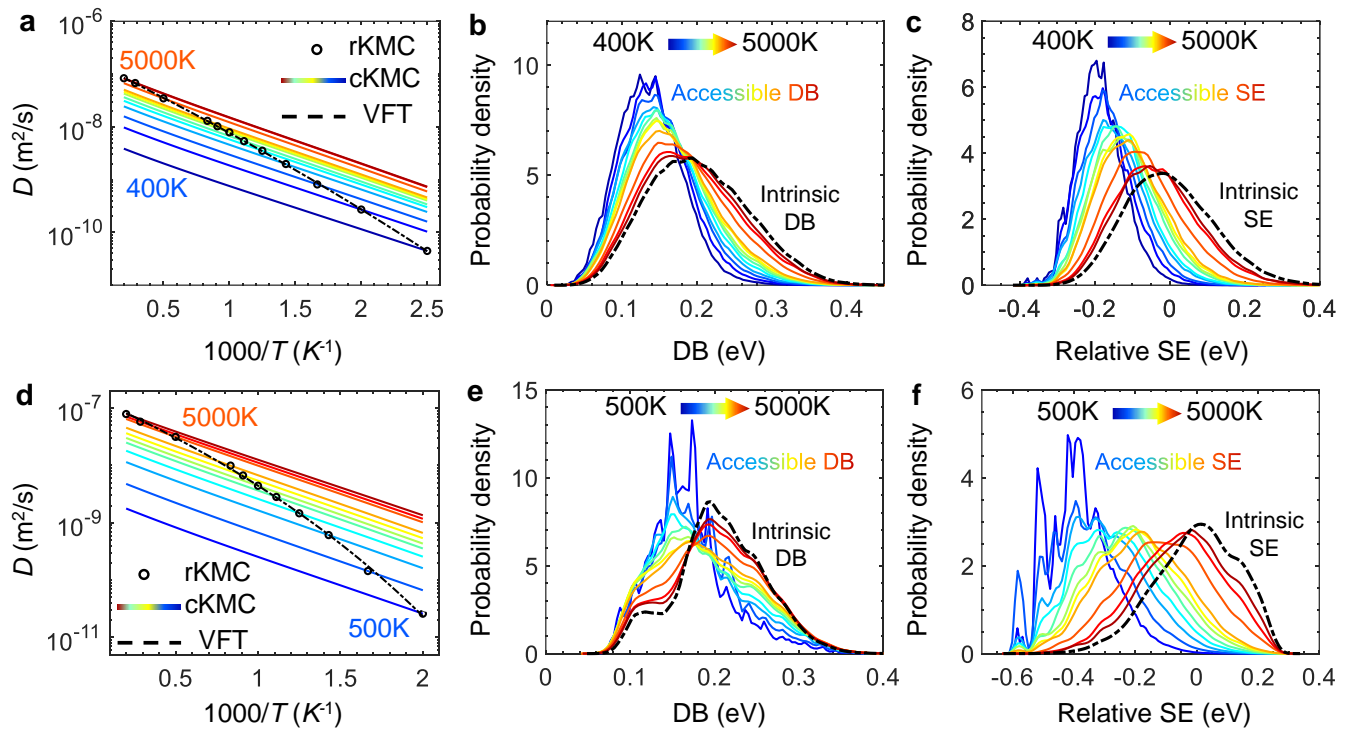 a
10⁻⁶
10⁻⁸
10⁻¹⁰
D (m²/s)
5000K
400K
rKMC
cKMC
VFT
0.5 1 1.5 2 2.5
1000/T (K⁻¹)
b
400K 5000K
Accessible DB
Intrinsic
DB
Probability density
10
5
0
0 0.2 0.4
DB (eV)
c
400K 5000K
Accessible SE
Intrinsic
SE
Probability density
8
6
4
2
0
-0.4 -0.2 0 0.2 0.4
Relative SE (eV)
d
10⁻⁷
10⁻⁹
10⁻¹¹
D (m²/s)
5000K
rKMC
cKMC
VFT
500K
0.5 1 1.5 2
1000/T (K⁻¹)
e
500K 5000K
Accessible DB
Intrinsic
DB
Probability density
15
10
5
0
0 0.1 0.2 0.3 0.4
DB (eV)
f
500K 5000K
Accessible SE
Intrinsic
SE
Probability density
6
4
2
0
-0.6 -0.4 -0.2 0 0.2 0.4
Relative SE (eV)